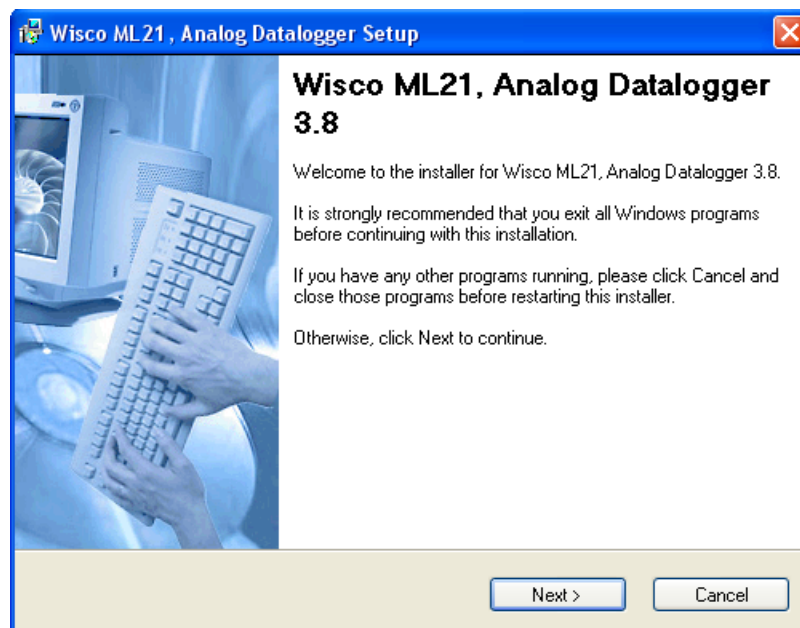 Wisco ML21, Analog Datalogger Setup
Wisco ML21, Analog Datalogger
3.8
Welcome to the installer for Wisco ML21, Analog Datalogger 3.8.
It is strongly recommended that you exit all Windows programs
before continuing with this installation.
If you have any other programs running, please click Cancel and
close those programs before restarting this installer.
Otherwise, click Next to continue.
Next >
Cancel